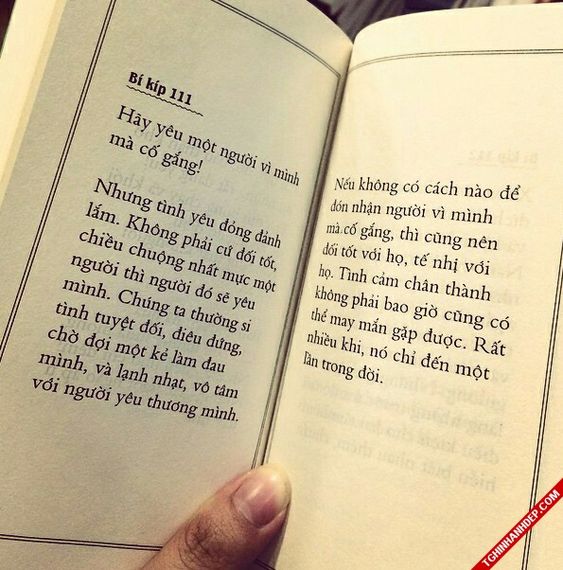 Bí kíp 111
Hãy yêu một người vì mình
mà cố gắng!
Nhưng tình yêu đỏng đảnh
lắm. Không phải cứ đối tốt,
chiều chuộng nhất mực một
người thì người đó sẽ yêu
mình. Chúng ta thường si
tình tuyệt đối, điêu đứng,
chờ đợi một kẻ làm đau
mình, và lạnh nhạt, vô tâm
với người yêu thương mình.
Nếu không có cách nào để
đón nhận người vì mình
mà cố gắng, thì cũng nên
đối tốt với họ, tế nhị với
họ. Tình cảm chân thành
không phải bao giờ cũng có
thể may mắn gặp được. Rất
nhiều khi, nó chỉ đến một
lần trong đời.
TGHINHANHDEP.COM